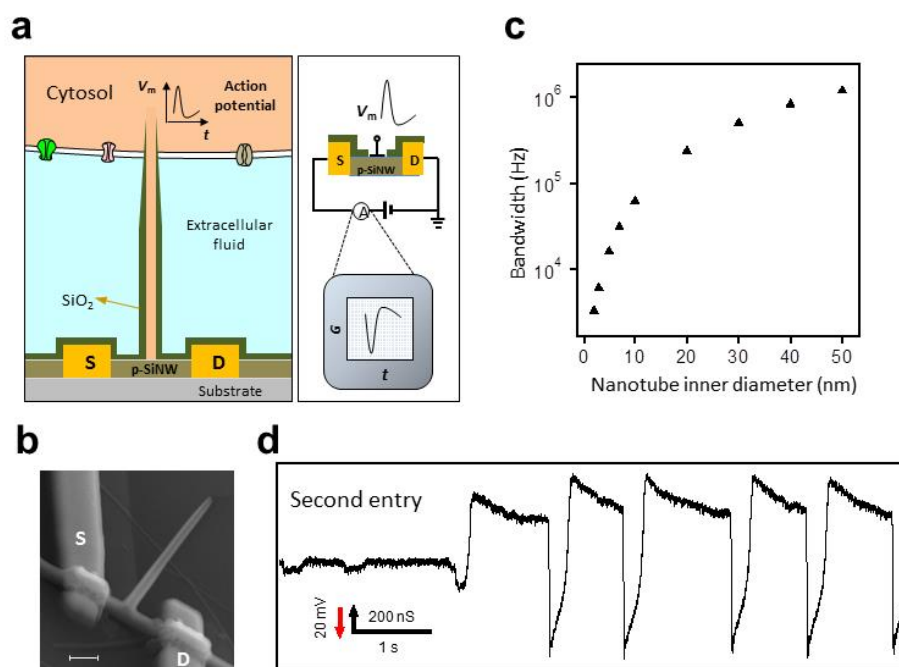 a
Cytosol
Vm
Action
potential
t
Extracellular
fluid
SiO2
S
D
p-SiNW
Substrate
Vm
S
D
p-SiNW
A
G
t
c
Bandwidth (Hz)
10^6
10^5
10^4
0
10
20
30
40
50
Nanotube inner diameter (nm)
b
S
D
d
Second entry
20 mV
200 nS
1 s